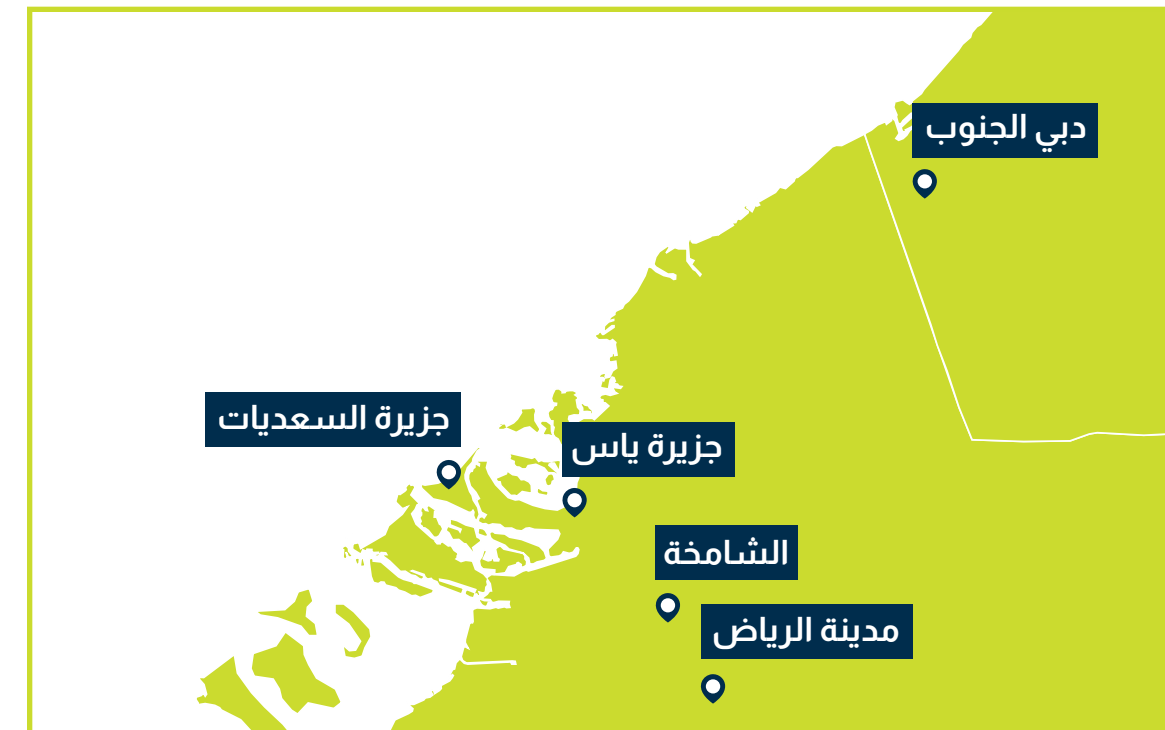 دبي الجنوب
جزيرة السعديات
جزيرة ياس
الشامخة
مدينة الرياض